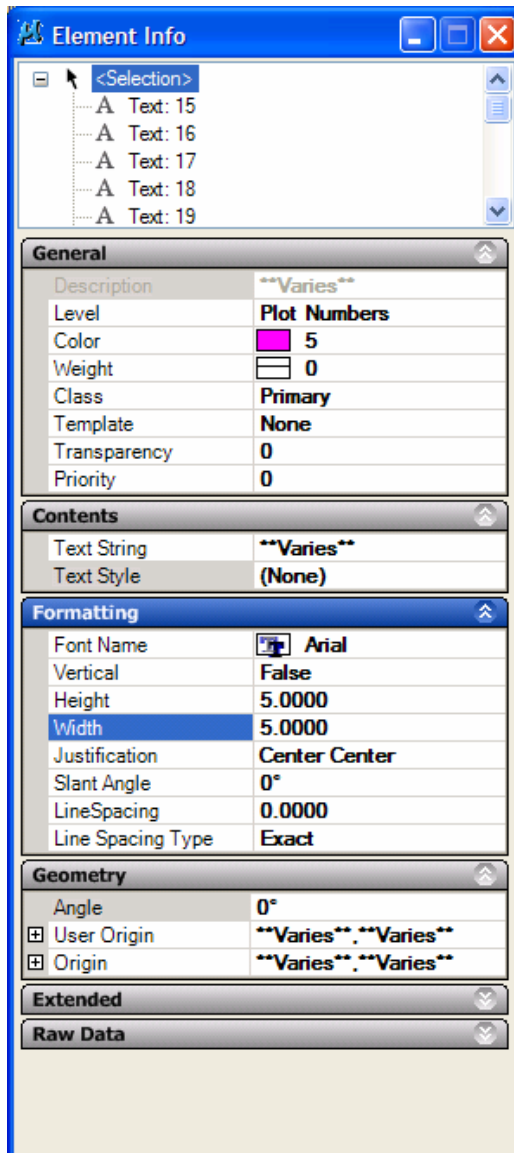 Element Info
<Selection>
A Text: 15
A Text: 16
A Text: 17
A Text: 18
A Text: 19
General
Description **Varies**
Level Plot Numbers
Color 5
Weight 0
Class Primary
Template None
Transparency 0
Priority 0
Contents
Text String **Varies**
Text Style (None)
Formatting
Font Name Arial
Vertical False
Height 5.0000
Width 5.0000
Justification Center Center
Slant Angle 0°
LineSpacing 0.0000
Line Spacing Type Exact
Geometry
Angle 0°
User Origin **Varies**,**Varies**
Origin **Varies**,**Varies**
Extended
Raw Data